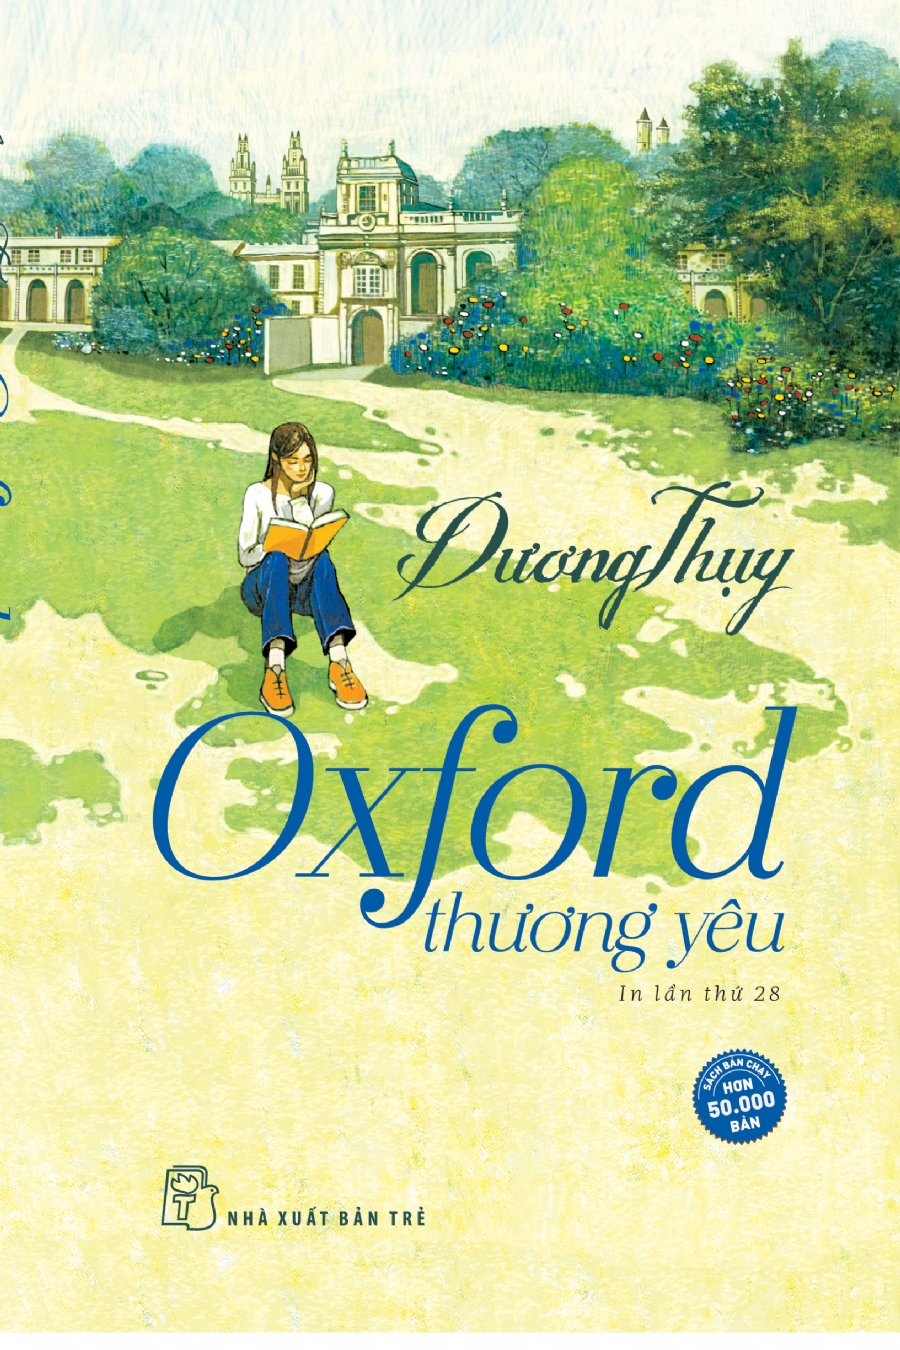 Dương Thụy
Oxford
thương yêu
In lần thứ 28
SÁCH BÁN CHẠY
HƠN
50.000
BẢN
T
NHÀ XUẤT BẢN TRẺ